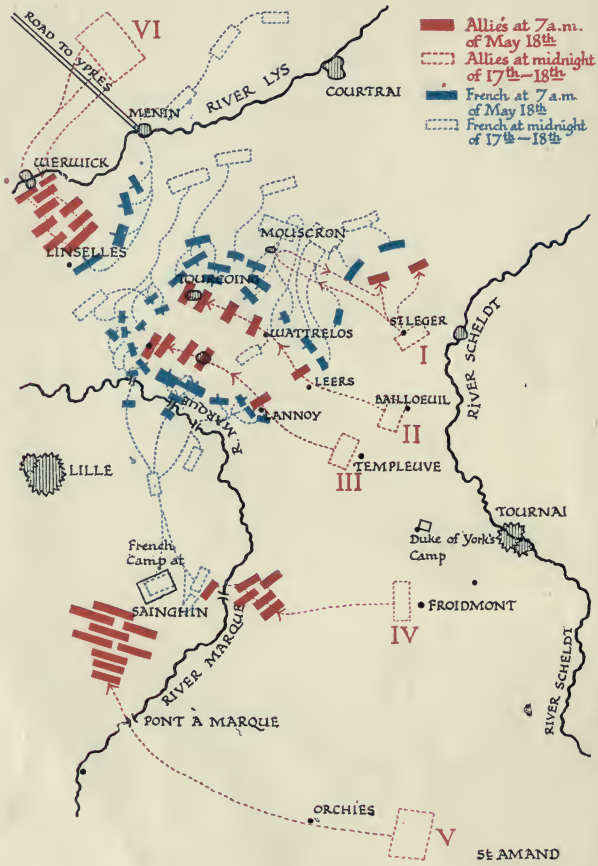 ROAD TO YPRES
VI
Allies at 7a.m.
of May 18th
Allies at midnight
of 17th–18th
French at 7a.m.
of May 18th
French at midnight
of 17th–18th
RIVER LYS
COURTRAI
MENIN
WERWICK
LINSELLES
MOUSCRON
TOURCOING
WATTRELOS
ST LEGER
I
LEERS
BAILLOEUIL
II
LANNOY
R. MARQUE
III
TEMPLEUVE
RIVER SCHELDT
LILLE
TOURNAI
Duke of York's
Camp
French
Camp at
SAINGHIN
FROIDMONT
IV
RIVER MARQUE
RIVER SCHELDT
PONT À MARQUE
ORCHIES
V
St AMAND